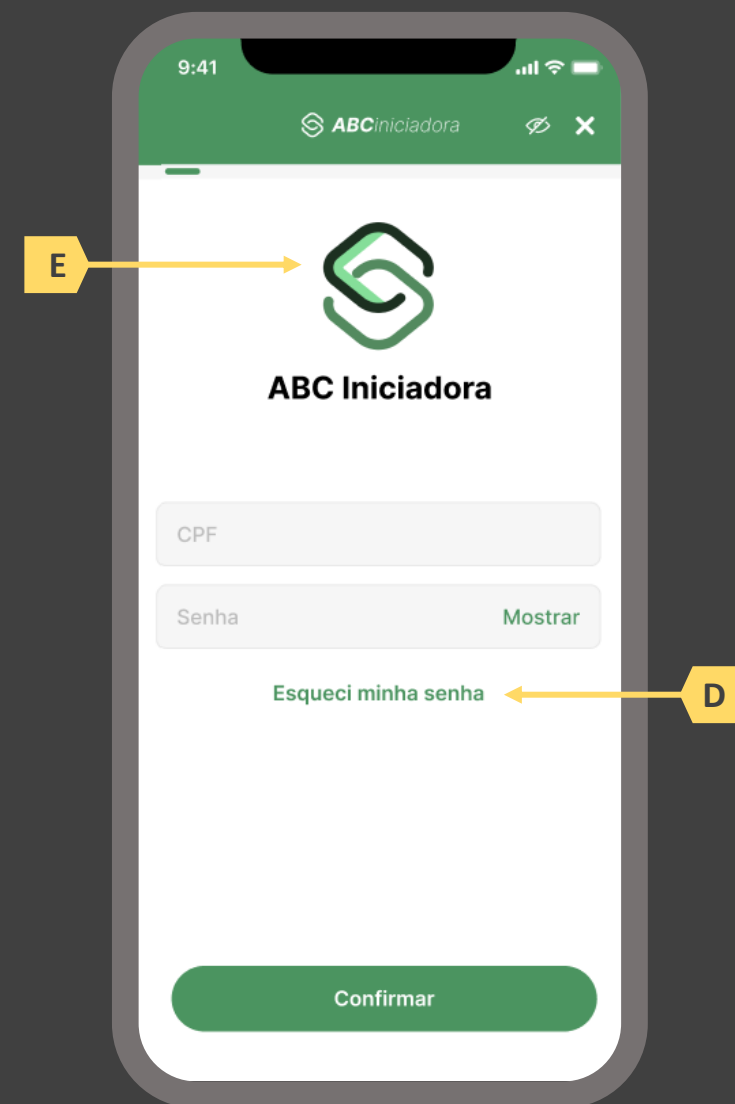 9:41
ABCiniciadora
E
ABC Iniciadora
CPF
Senha Mostrar
Esqueci minha senha
D
Confirmar